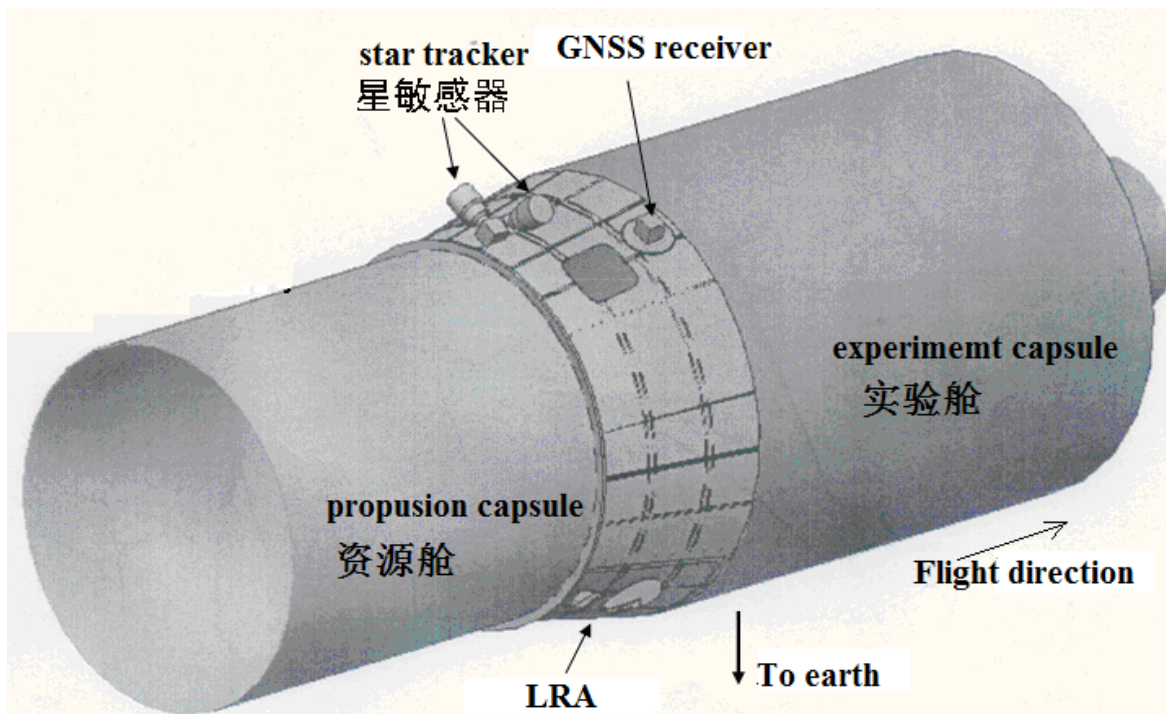 star tracker
星敏感器
GNSS receiver
experimemt capsule
实验舱
propusion capsule
资源舱
Flight direction
To earth
LRA